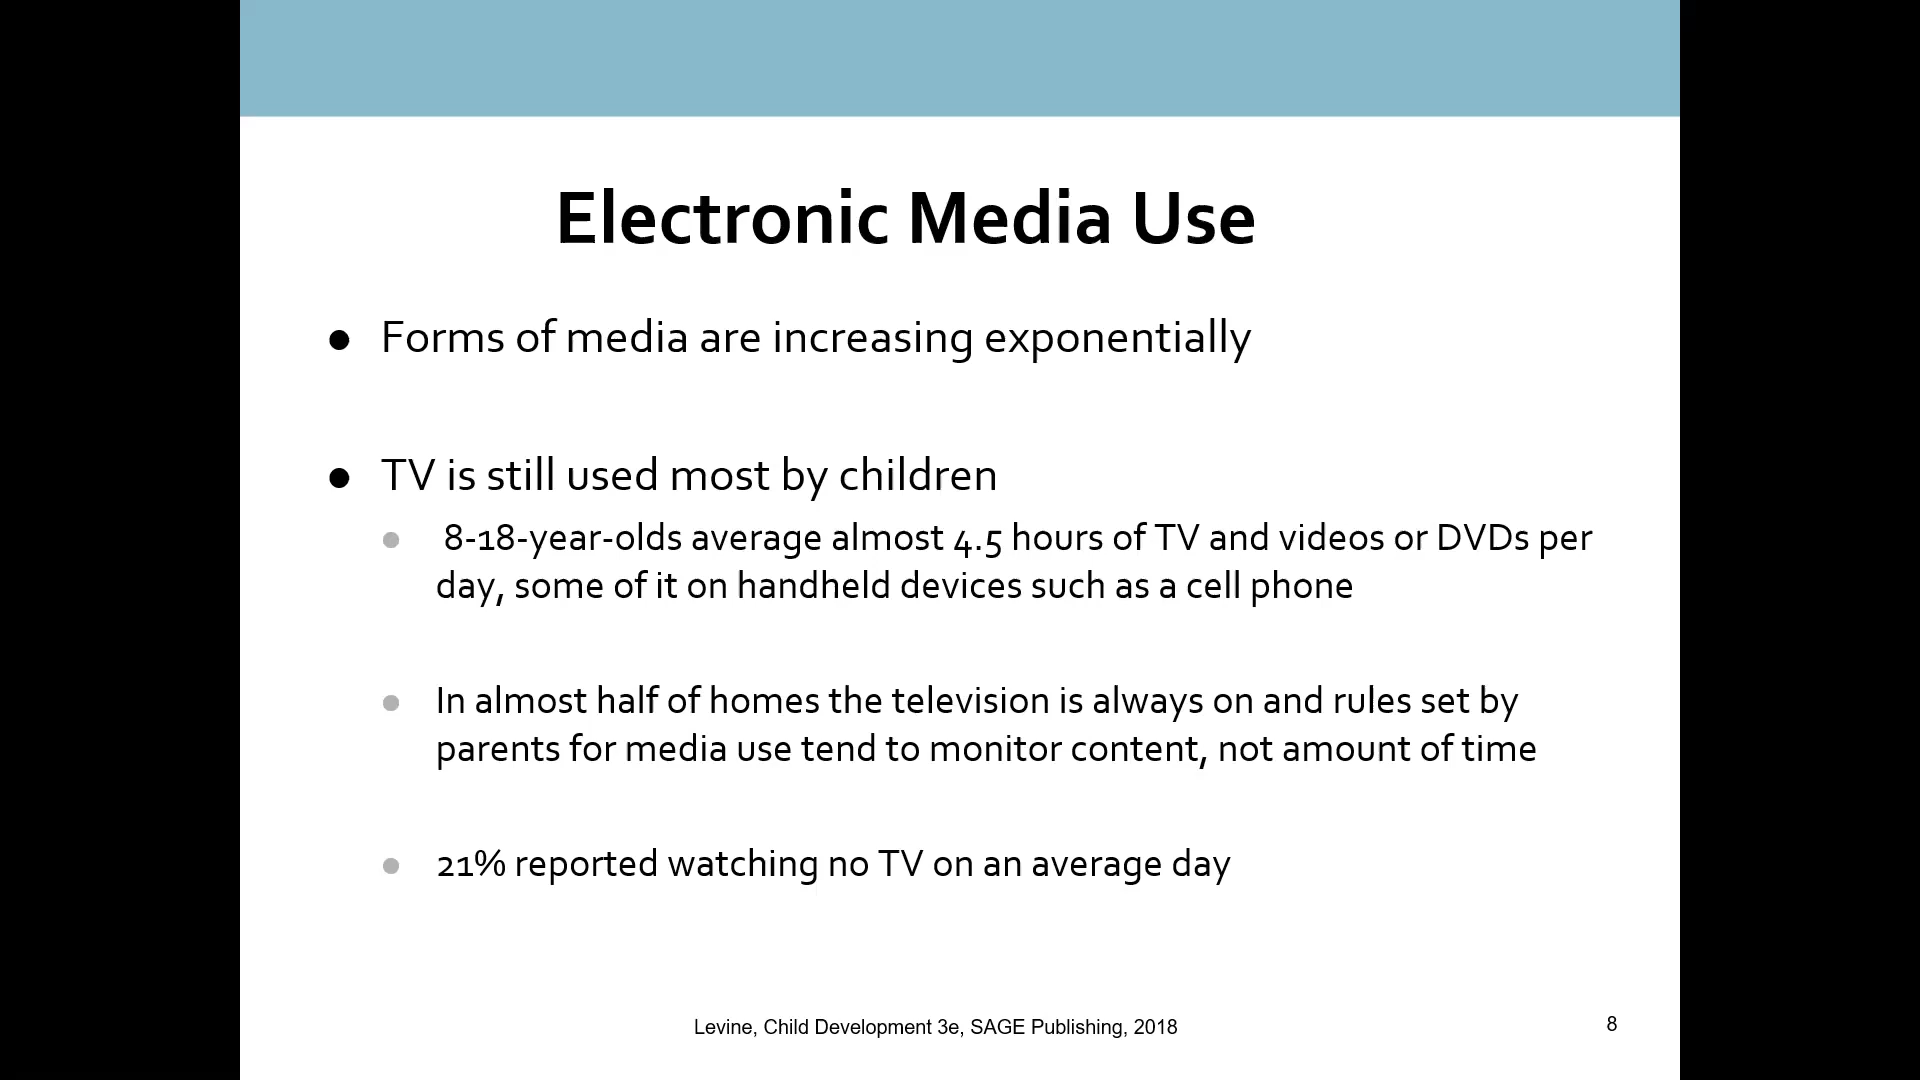 Electronic Media Use
● Forms of media are increasing exponentially
● TV is still used most by children
● 8-18-year-olds average almost 4.5 hours of TV and videos or DVDs per
day, some of it on handheld devices such as a cell phone
● In almost half of homes the television is always on and rules set by
parents for media use tend to monitor content, not amount of time
● 21% reported watching no TV on an average day
Levine, Child Development 3e, SAGE Publishing, 2018
8